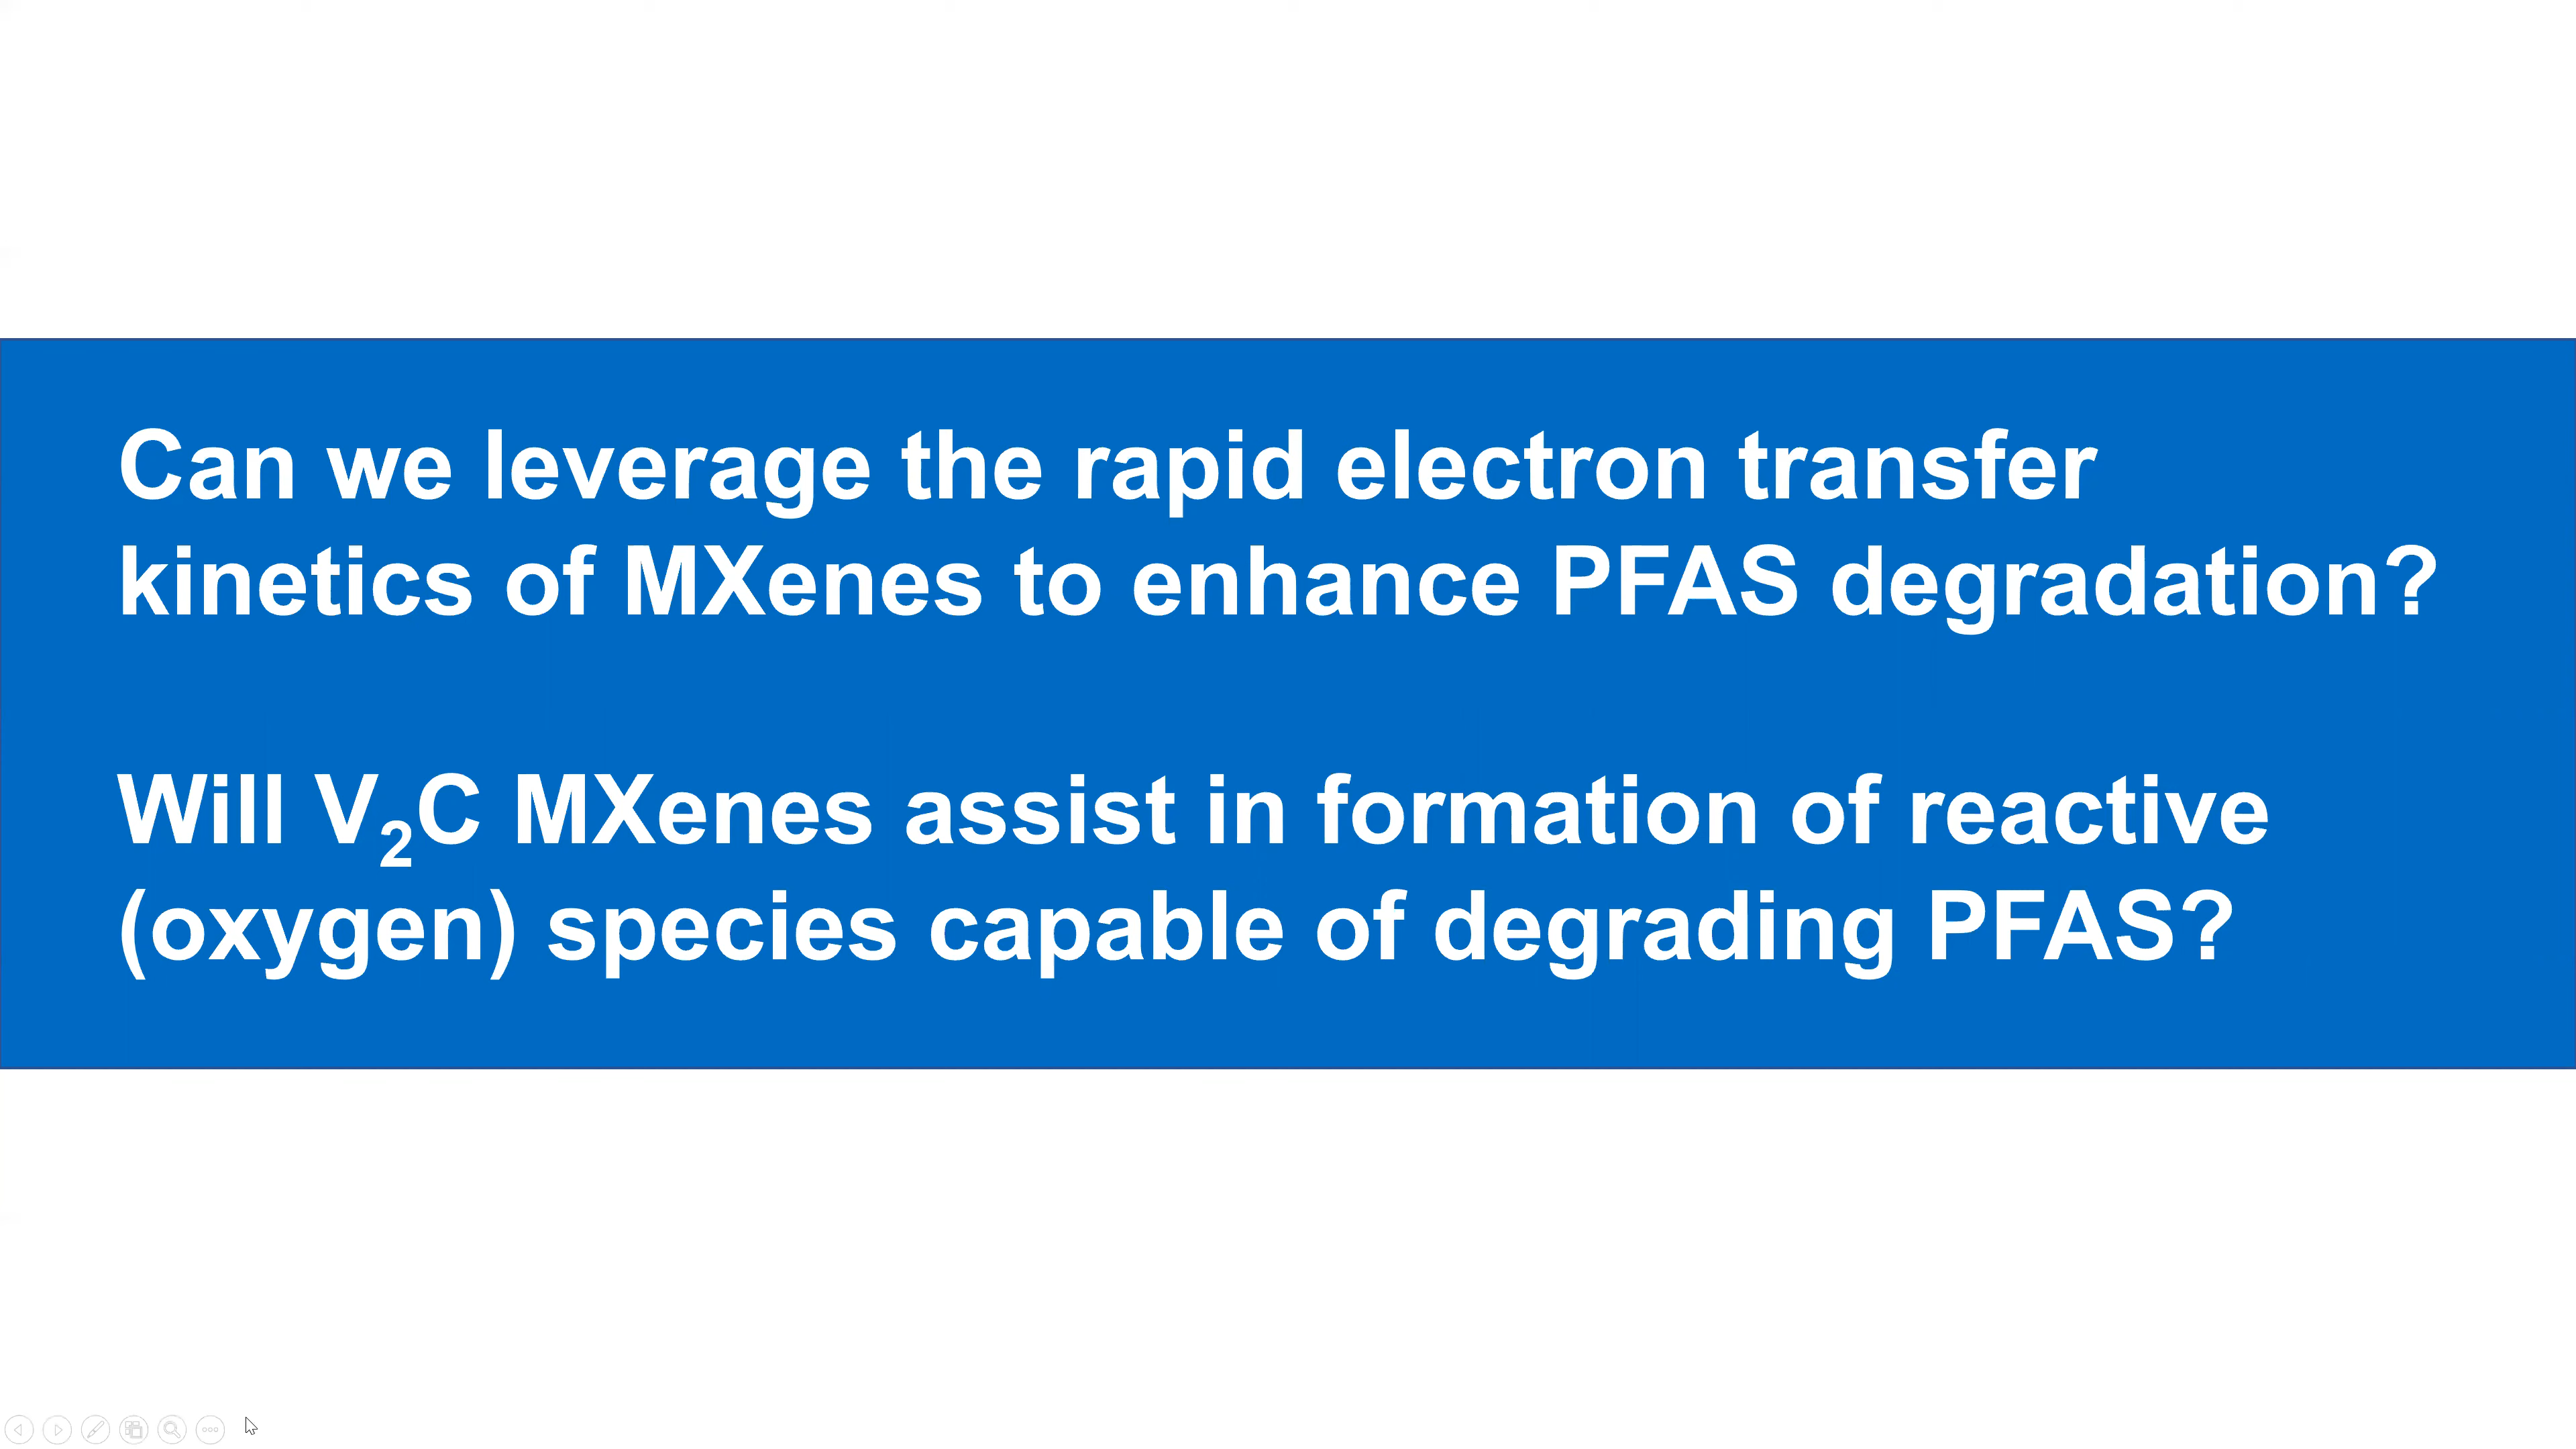 Can we leverage the rapid electron transfer
kinetics of MXenes to enhance PFAS degradation?
Will V₂C MXenes assist in formation of reactive
(oxygen) species capable of degrading PFAS?